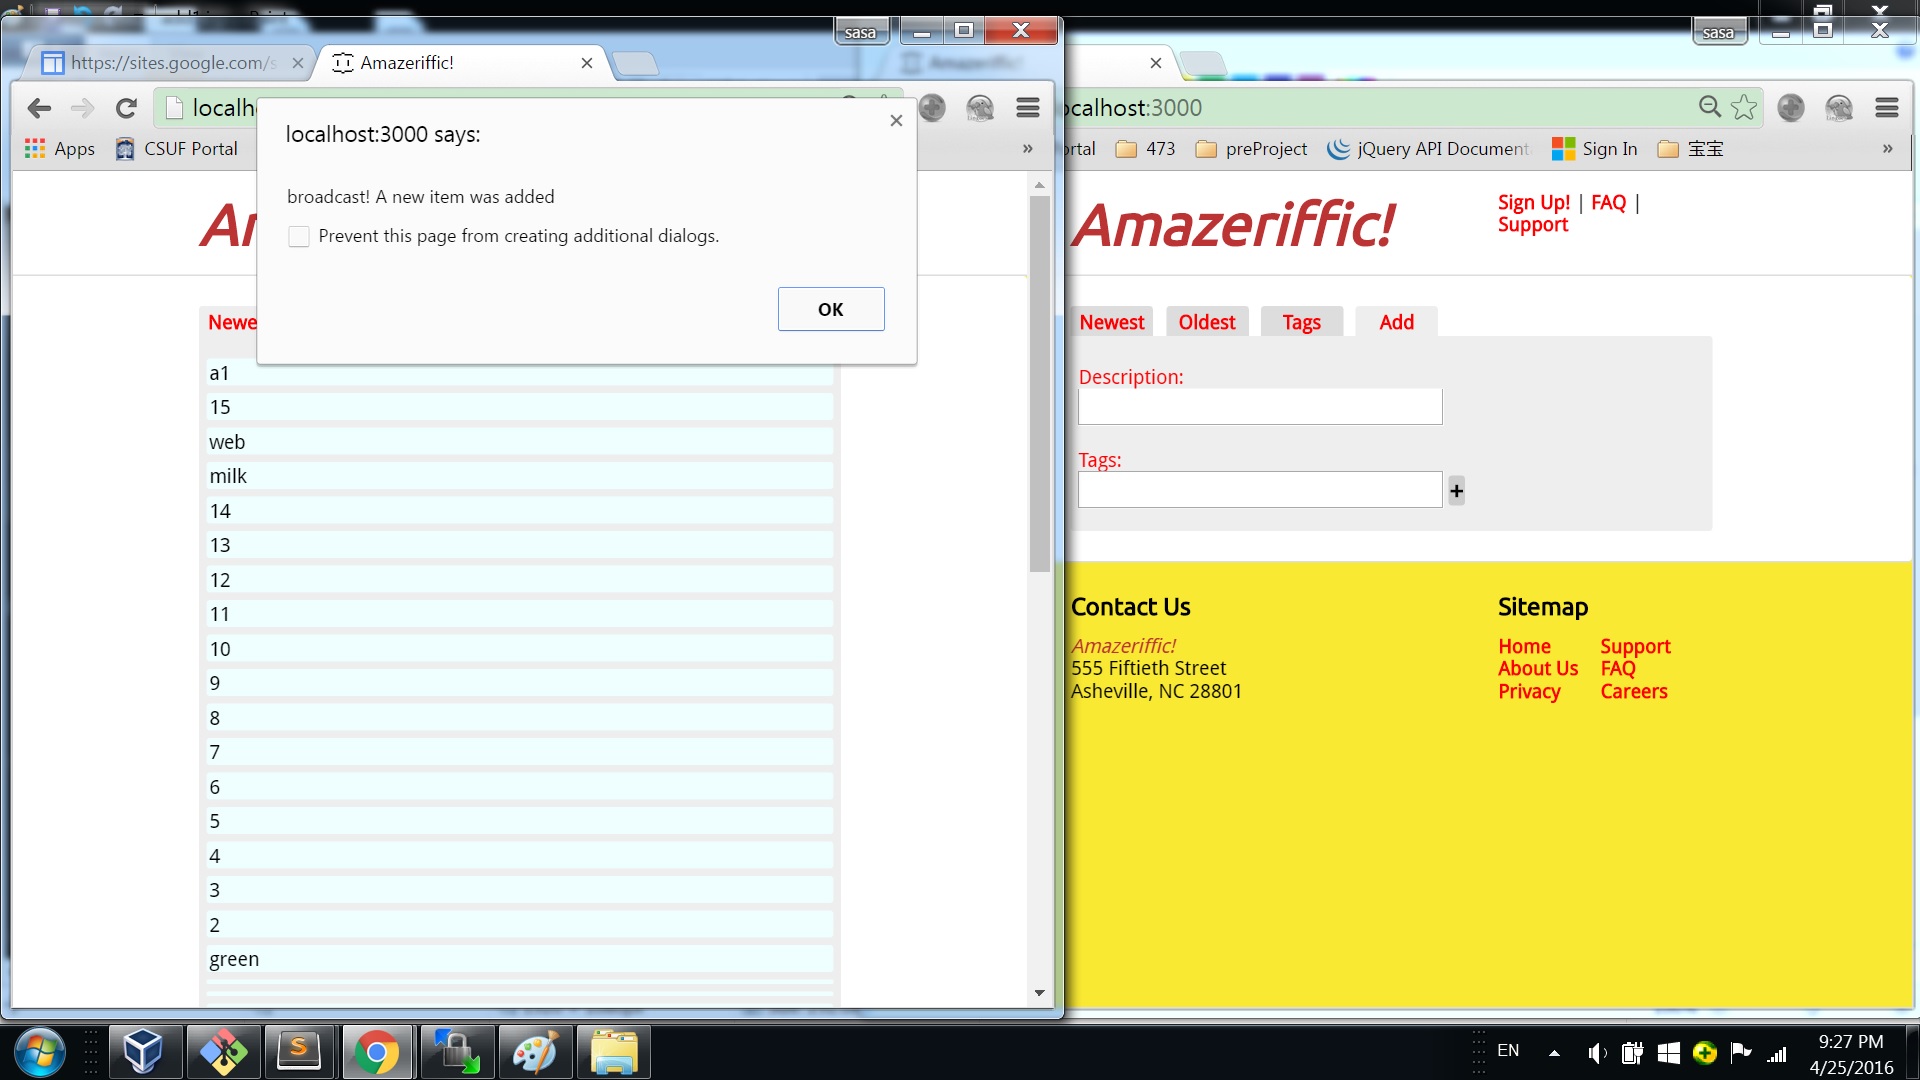 sasa
sasa
https://sites.google.com/s
Amazeriffic!
Amazeriffic!
localh
ocalhost:3000
Apps
CSUF Portal
»
rtal
473
preProject
jQuery API Document
Sign In
宝宝
»
localhost:3000 says:
broadcast! A new item was added
Prevent this page from creating additional dialogs.
OK
Amazeriffic!
Sign Up! | FAQ |
Support
Newe
a1
15
web
milk
14
13
12
11
10
9
8
7
6
5
4
3
2
green
Newest
Oldest
Tags
Add
Description:
Tags:
+
Contact Us
Amazeriffic!
555 Fiftieth Street
Asheville, NC 28801
Sitemap
Home
Support
About Us
FAQ
Privacy
Careers
EN
9:27 PM
4/25/2016